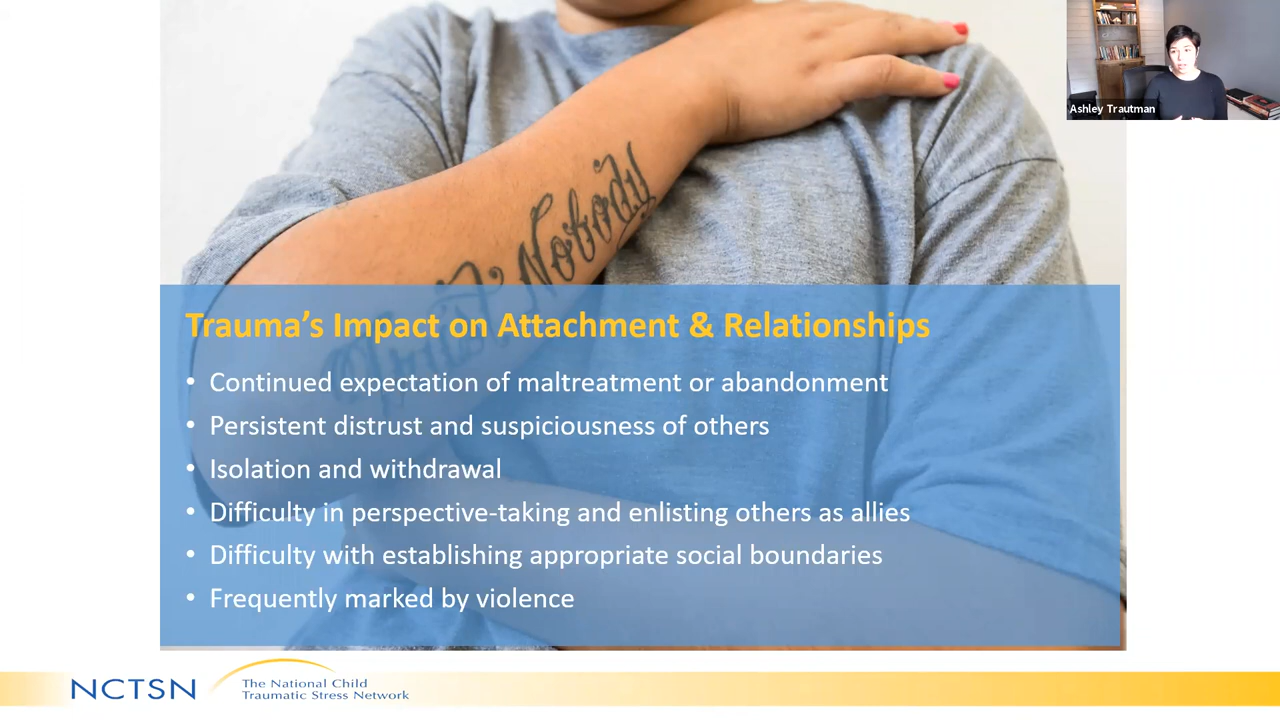 Ashley Trautman
Trust Nobody
Trauma's Impact on Attachment & Relationships
• Continued expectation of maltreatment or abandonment
• Persistent distrust and suspiciousness of others
• Isolation and withdrawal
• Difficulty in perspective-taking and enlisting others as allies
• Difficulty with establishing appropriate social boundaries
• Frequently marked by violence
NCTSN
The National Child
Traumatic Stress Network